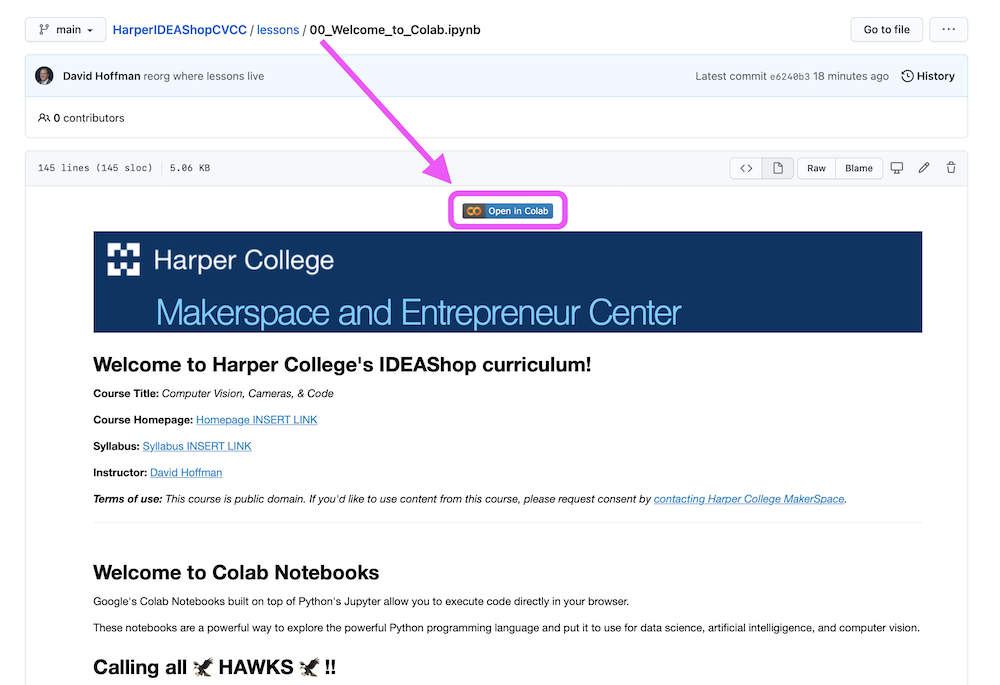 main HarperIDEAShopCVCC / lessons / 00_Welcome_to_Colab.ipynb Go to file ...
David Hoffman reorg where lessons live Latest commit e6240b3 18 minutes ago History
0 contributors
145 lines (145 sloc) 5.06 KB <> Raw Blame
Open in Colab
Harper College
Makerspace and Entrepreneur Center
Welcome to Harper College's IDEAShop curriculum!
Course Title: Computer Vision, Cameras, & Code
Course Homepage: Homepage INSERT LINK
Syllabus: Syllabus INSERT LINK
Instructor: David Hoffman
Terms of use: This course is public domain. If you'd like to use content from this course, please request consent by contacting Harper College MakerSpace.
Welcome to Colab Notebooks
Google's Colab Notebooks built on top of Python's Jupyter allow you to execute code directly in your browser.
These notebooks are a powerful way to explore the powerful Python programming language and put it to use for data science, artificial intelligigence, and computer vision.
Calling all 🦅 HAWKS 🦅 !!